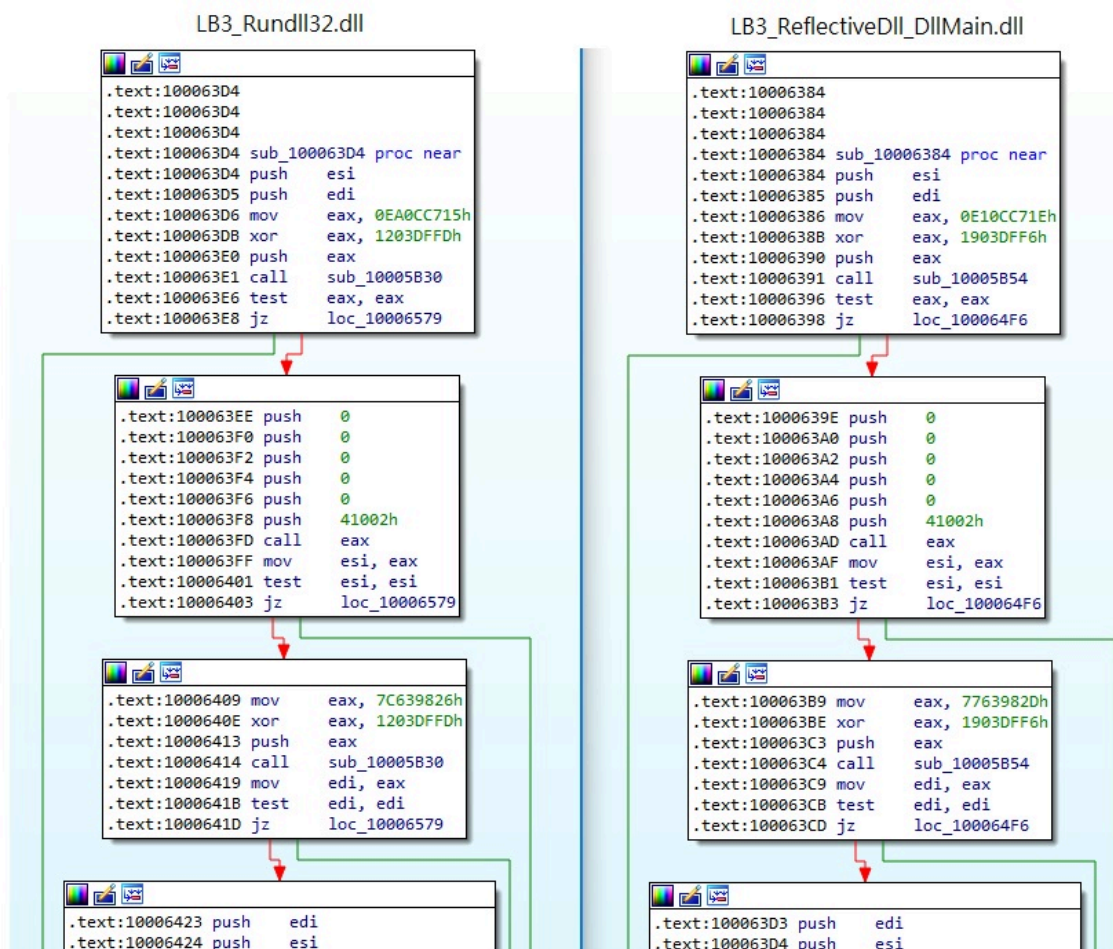 LB3_Rundll32.dll
.text:100063D4
.text:100063D4
.text:100063D4
.text:100063D4 sub_100063D4 proc near
.text:100063D4 push esi
.text:100063D5 push edi
.text:100063D6 mov eax, 0EA0CC715h
.text:100063DB xor eax, 1203DFFDh
.text:100063E0 push eax
.text:100063E1 call sub_10005B30
.text:100063E6 test eax, eax
.text:100063E8 jz loc_10006579
.text:100063EE push 0
.text:100063F0 push 0
.text:100063F2 push 0
.text:100063F4 push 0
.text:100063F6 push 0
.text:100063F8 push 41002h
.text:100063FD call eax
.text:100063FF mov esi, eax
.text:10006401 test esi, esi
.text:10006403 jz loc_10006579
.text:10006409 mov eax, 7C639826h
.text:1000640E xor eax, 1203DFFDh
.text:10006413 push eax
.text:10006414 call sub_10005B30
.text:10006419 mov edi, eax
.text:1000641B test edi, edi
.text:1000641D jz loc_10006579
.text:10006423 push edi
.text:10006424 push esi
LB3_ReflectiveDll_DllMain.dll
.text:10006384
.text:10006384
.text:10006384
.text:10006384 sub_10006384 proc near
.text:10006384 push esi
.text:10006385 push edi
.text:10006386 mov eax, 0E10CC71Eh
.text:1000638B xor eax, 1903DFF6h
.text:10006390 push eax
.text:10006391 call sub_10005B54
.text:10006396 test eax, eax
.text:10006398 jz loc_100064F6
.text:1000639E push 0
.text:100063A0 push 0
.text:100063A2 push 0
.text:100063A4 push 0
.text:100063A6 push 0
.text:100063A8 push 41002h
.text:100063AD call eax
.text:100063AF mov esi, eax
.text:100063B1 test esi, esi
.text:100063B3 jz loc_100064F6
.text:100063B9 mov eax, 7763982Dh
.text:100063BE xor eax, 1903DFF6h
.text:100063C3 push eax
.text:100063C4 call sub_10005B54
.text:100063C9 mov edi, eax
.text:100063CB test edi, edi
.text:100063CD jz loc_100064F6
.text:100063D3 push edi
.text:100063D4 push esi